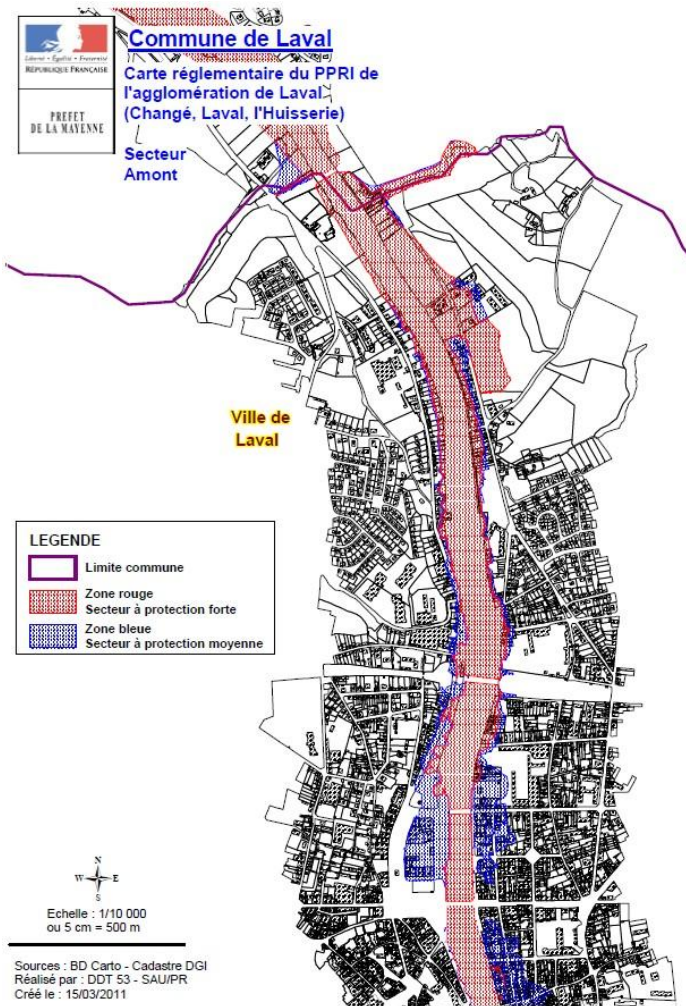 Commune de Laval
Liberté • Égalité • Fraternité
RÉPUBLIQUE FRANÇAISE
PREFET
DE LA MAYENNE
Carte réglementaire du PPRI de
l'agglomération de Laval
(Changé, Laval, l'Huisserie)
Secteur
Amont
Ville de
Laval
LEGENDE
Limite commune
Zone rouge
Secteur à protection forte
Zone bleue
Secteur à protection moyenne
N
W E
S
Echelle : 1/10 000
ou 5 cm = 500 m
Sources : BD Carto - Cadastre DGI
Réalisé par : DDT 53 - SAU/PR
Créé le : 15/03/2011